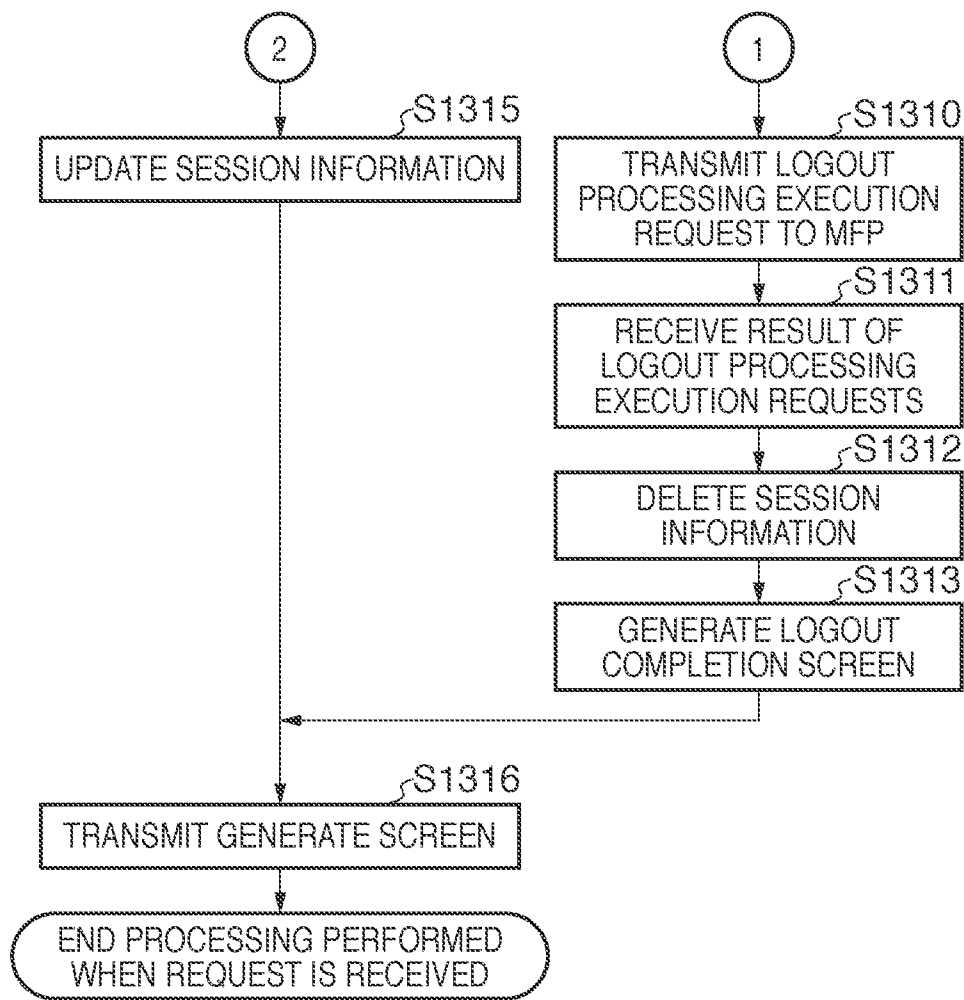 2
1
S1315
UPDATE SESSION INFORMATION
S1310
TRANSMIT LOGOUT
PROCESSING EXECUTION
REQUEST TO MFP
S1311
RECEIVE RESULT OF
LOGOUT PROCESSING
EXECUTION REQUESTS
S1312
DELETE SESSION
INFORMATION
S1313
GENERATE LOGOUT
COMPLETION SCREEN
S1316
TRANSMIT GENERATE SCREEN
END PROCESSING PERFORMED
WHEN REQUEST IS RECEIVED